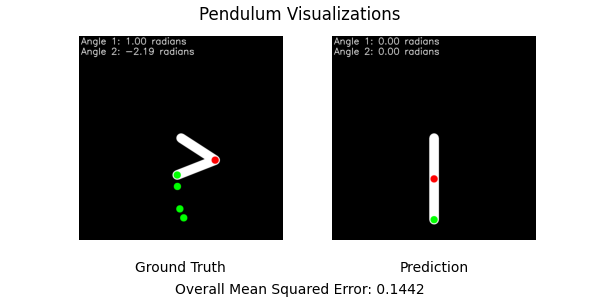 Pendulum Visualizations
Angle 1: 1.00 radians
Angle 2: -2.19 radians
Angle 1: 0.00 radians
Angle 2: 0.00 radians
Ground Truth
Prediction
Overall Mean Squared Error: 0.1442